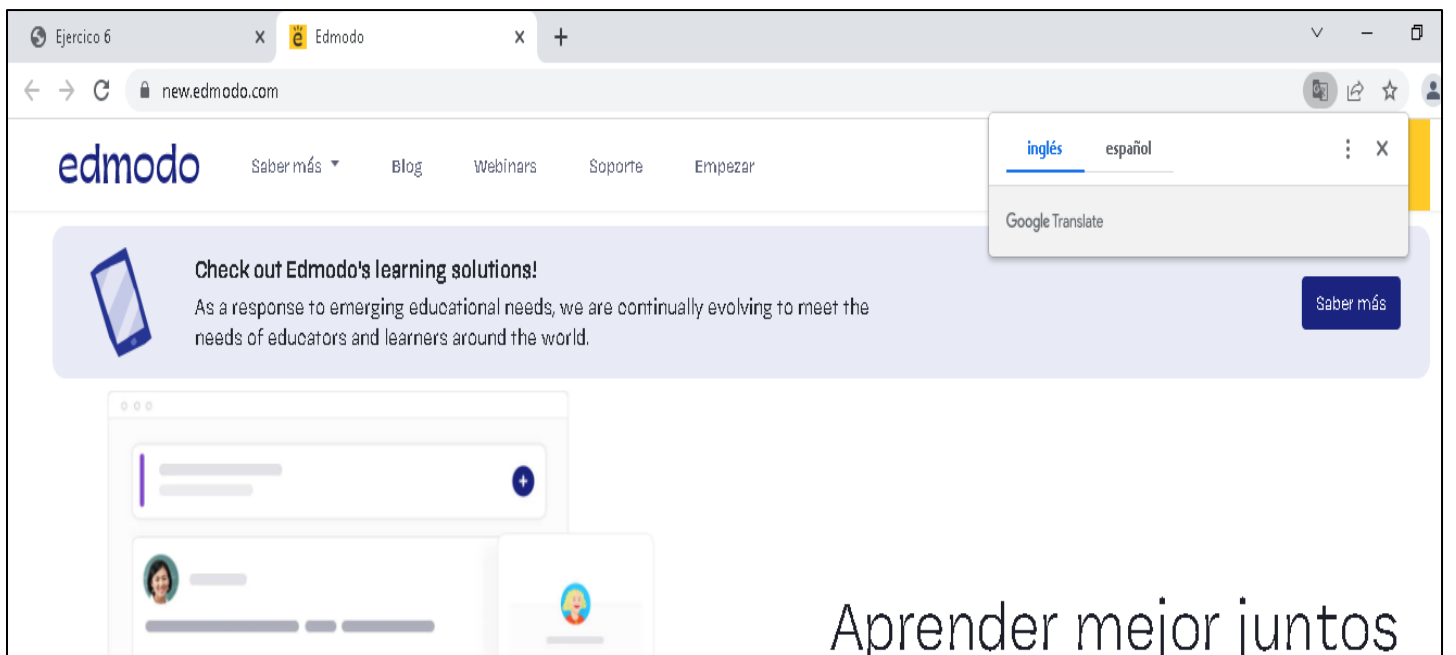 Ejercico 6
Edmodo
new.edmodo.com
edmodo Saber más Blog Webinars Soporte Empezar
inglés español
Google Translate
Check out Edmodo's learning solutions!
As a response to emerging educational needs, we are continually evolving to meet the
needs of educators and learners around the world.
Saber más
Aprender mejor juntos